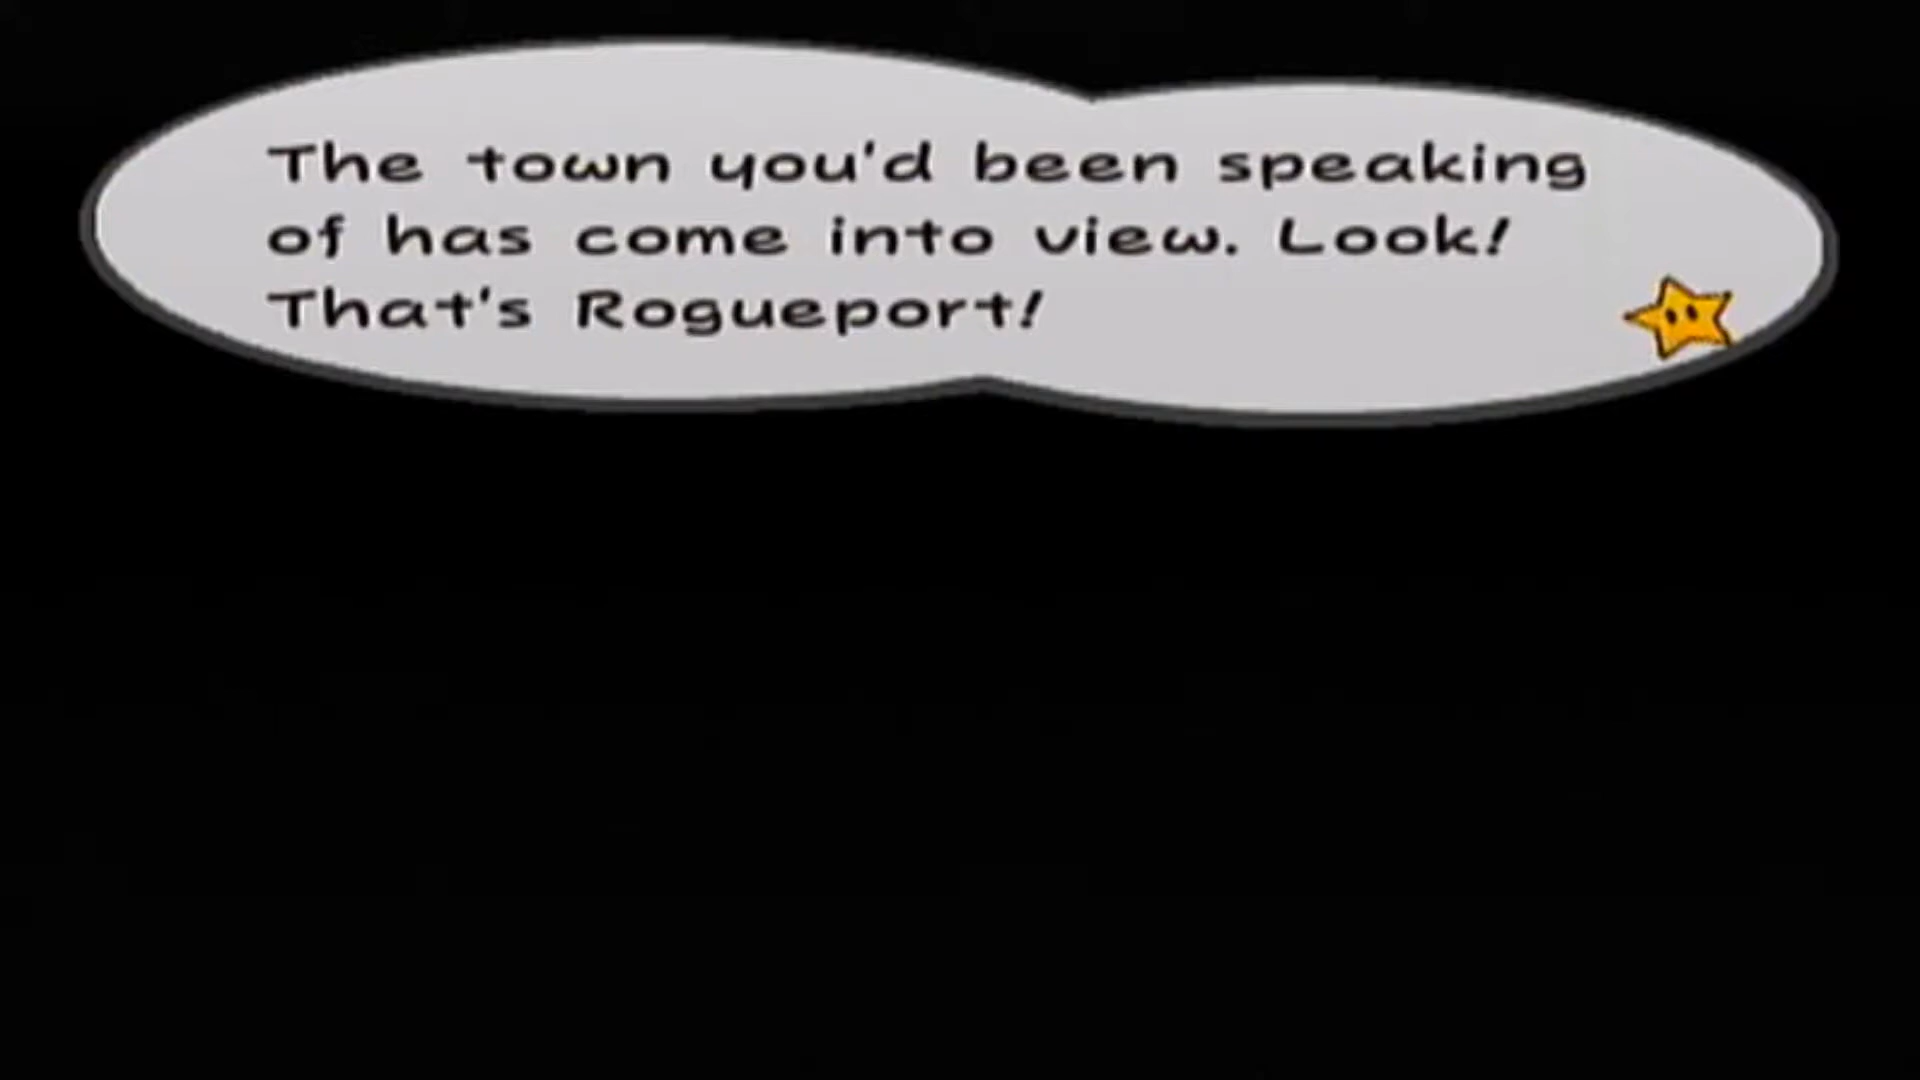 The town you'd been speaking
of has come into view. Look!
That's Rogueport!